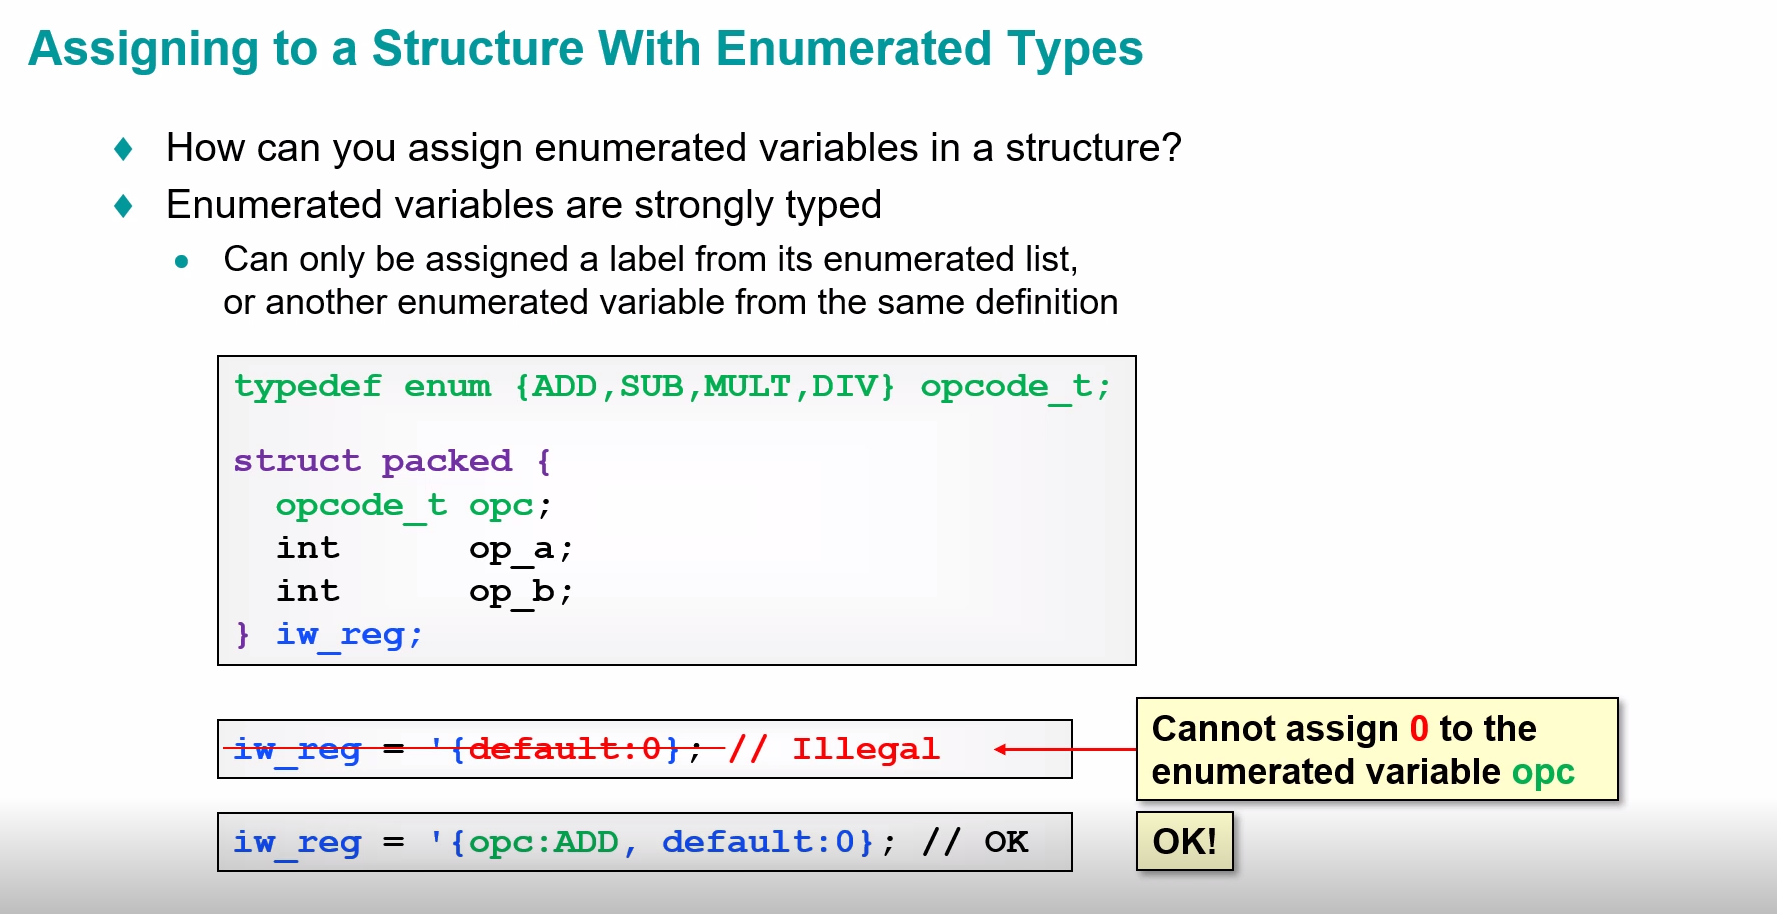 Assigning to a Structure With Enumerated Types
How can you assign enumerated variables in a structure?
Enumerated variables are strongly typed
Can only be assigned a label from its enumerated list,
or another enumerated variable from the same definition
typedef enum {ADD,SUB,MULT,DIV} opcode_t;
struct packed {
  opcode_t opc;
  int      op_a;
  int      op_b;
} iw_reg;
iw_reg = '{default:0}; // Illegal
Cannot assign 0 to the
enumerated variable opc
iw_reg = '{opc:ADD, default:0}; // OK
OK!